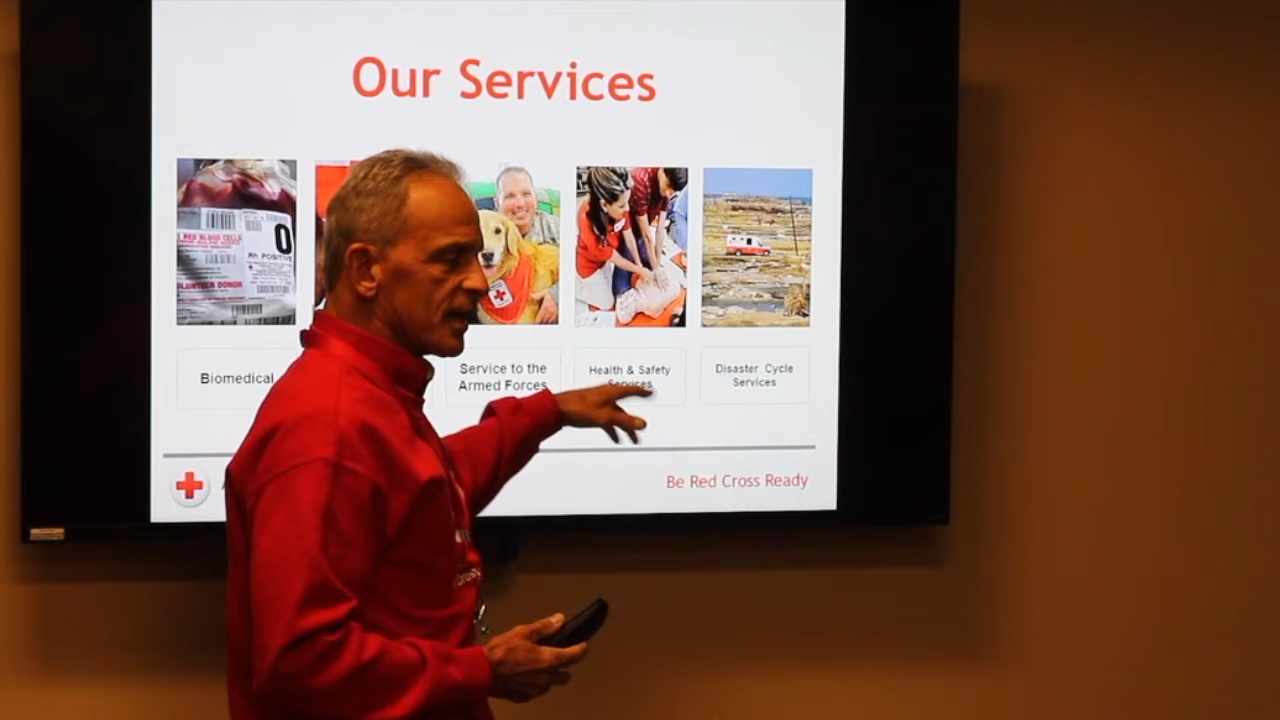 Our Services
RED BLOOD CELLS
O
Rh POSITIVE
VOLUNTEER DONOR
Biomedical
Service to the
Armed Forces
Health & Safety
Services
Disaster Cycle
Services
Be Red Cross Ready